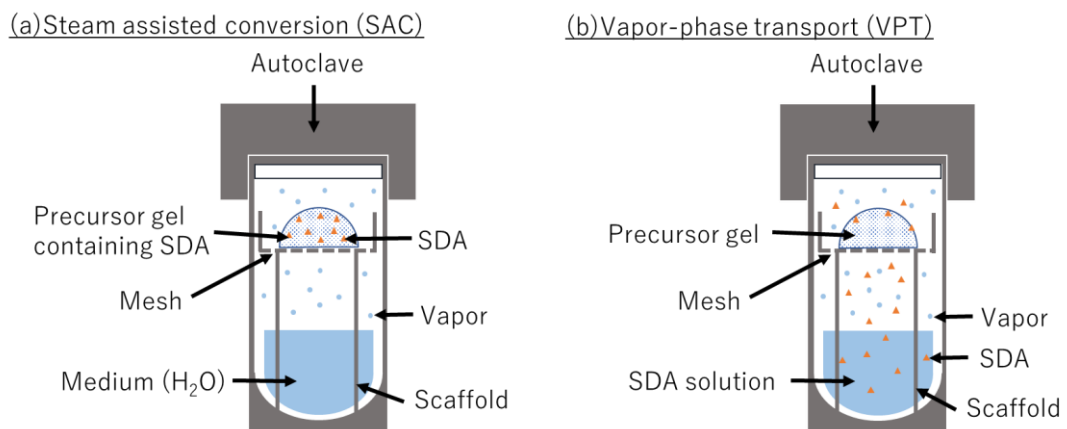 (a)Steam assisted conversion (SAC)
Autoclave
Precursor gel
containing SDA
SDA
Mesh
Vapor
Medium (H₂O)
Scaffold
(b)Vapor-phase transport (VPT)
Autoclave
Precursor gel
Mesh
Vapor
SDA
SDA solution
Scaffold